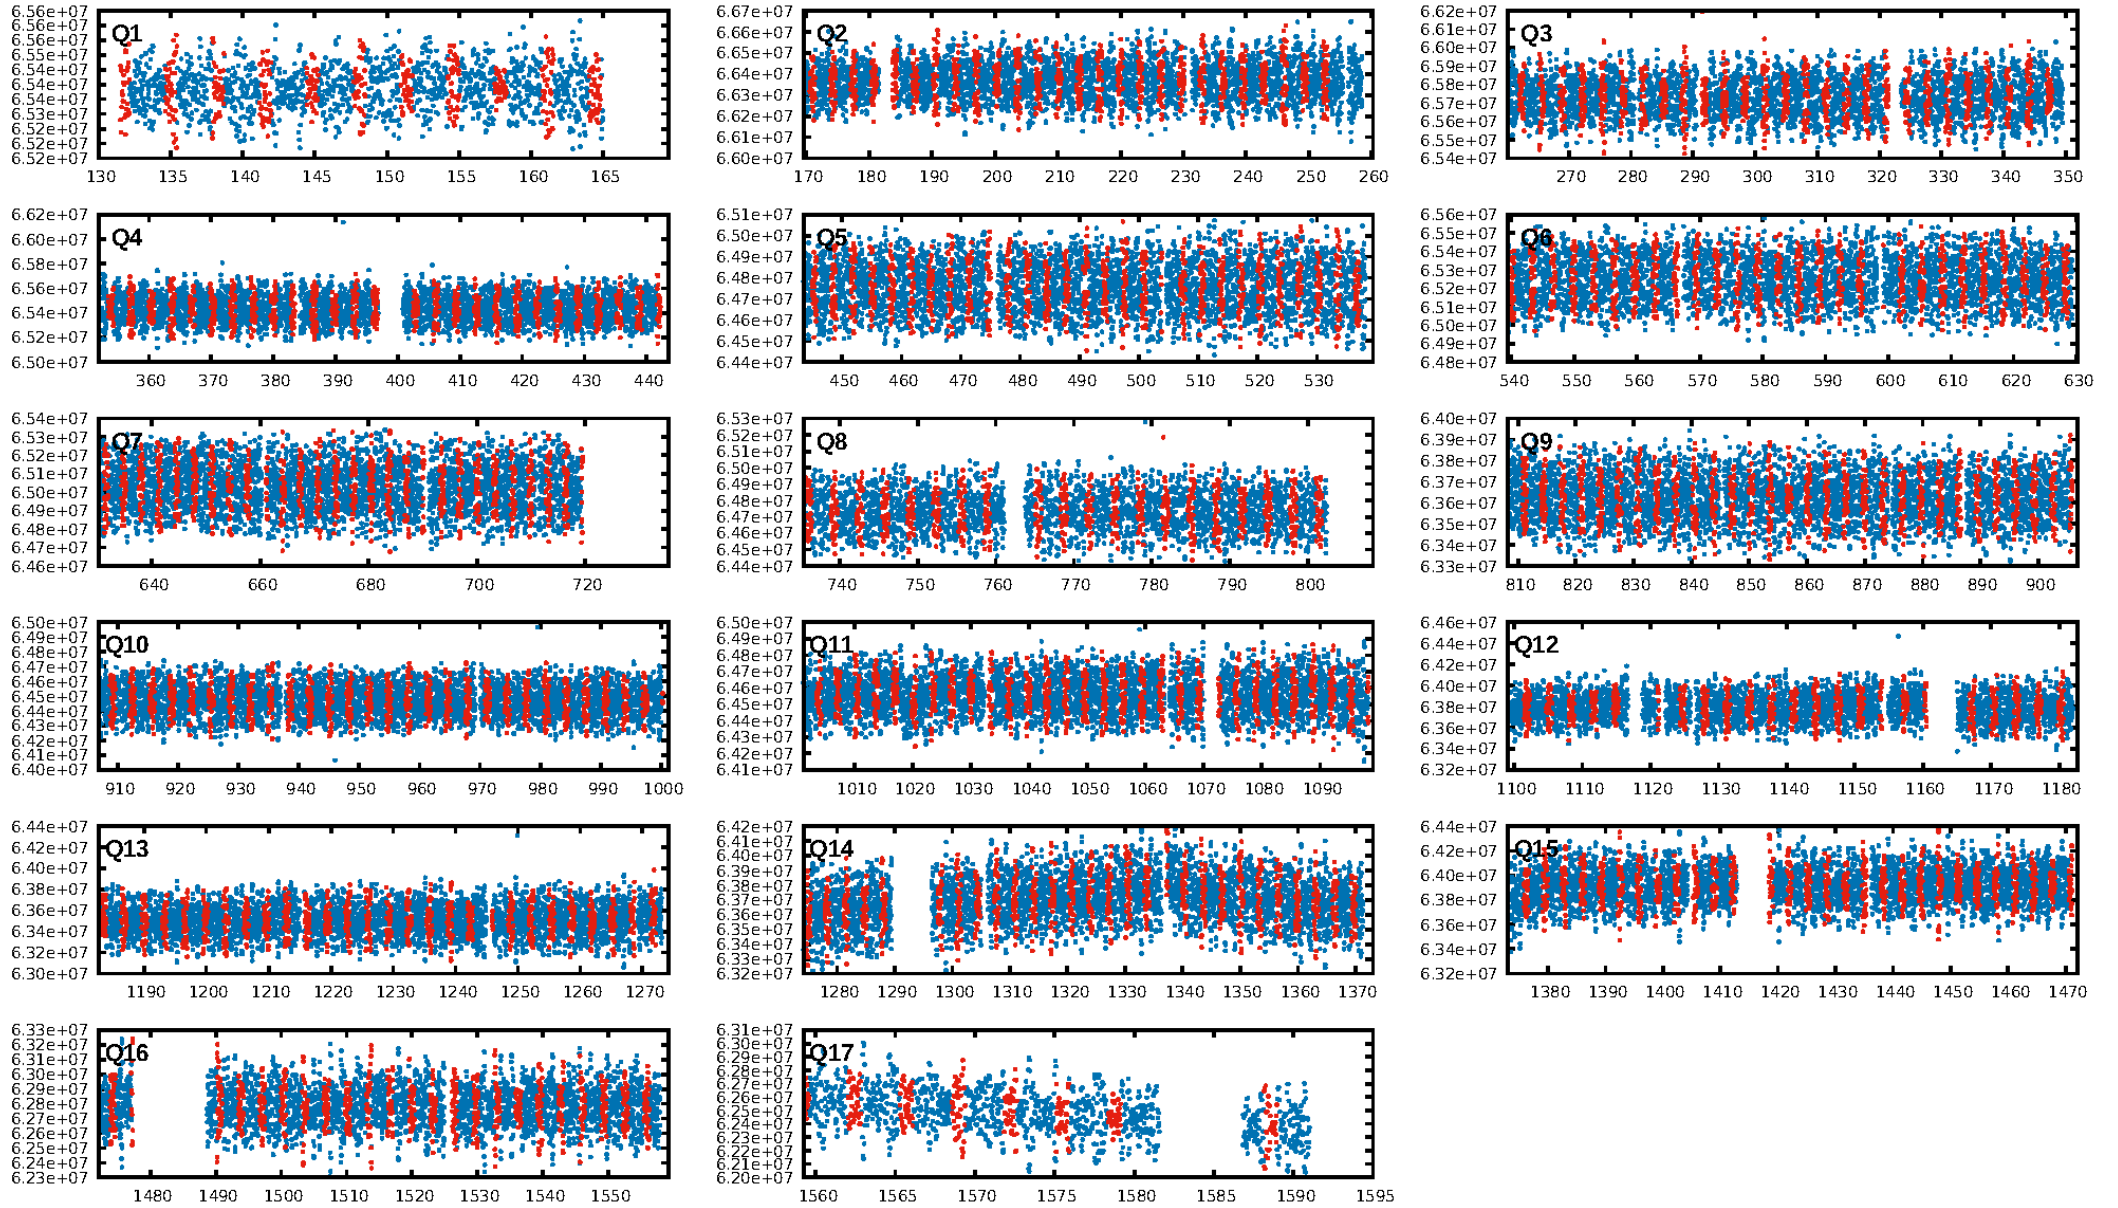 Q1
6.56e+07
6.56e+07
6.56e+07
6.55e+07
6.54e+07
6.54e+07
6.54e+07
6.53e+07
6.52e+07
6.52e+07
6.52e+07
130 135 140 145 150 155 160 165
Q2
6.67e+07
6.66e+07
6.65e+07
6.64e+07
6.63e+07
6.62e+07
6.61e+07
6.60e+07
170 180 190 200 210 220 230 240 250 260
Q3
6.62e+07
6.61e+07
6.60e+07
6.59e+07
6.58e+07
6.57e+07
6.56e+07
6.55e+07
6.54e+07
270 280 290 300 310 320 330 340 350
Q4
6.62e+07
6.60e+07
6.58e+07
6.56e+07
6.54e+07
6.52e+07
6.50e+07
360 370 380 390 400 410 420 430 440
Q5
6.51e+07
6.50e+07
6.49e+07
6.48e+07
6.47e+07
6.46e+07
6.45e+07
6.44e+07
450 460 470 480 490 500 510 520 530
Q6
6.56e+07
6.55e+07
6.54e+07
6.53e+07
6.52e+07
6.51e+07
6.50e+07
6.49e+07
6.48e+07
540 550 560 570 580 590 600 610 620 630
Q7
6.54e+07
6.53e+07
6.52e+07
6.51e+07
6.50e+07
6.49e+07
6.48e+07
6.47e+07
6.46e+07
640 660 680 700 720
Q8
6.53e+07
6.52e+07
6.51e+07
6.50e+07
6.49e+07
6.48e+07
6.47e+07
6.46e+07
6.45e+07
6.44e+07
740 750 760 770 780 790 800
Q9
6.40e+07
6.39e+07
6.38e+07
6.37e+07
6.36e+07
6.35e+07
6.34e+07
6.33e+07
810 820 830 840 850 860 870 880 890 900
Q10
6.50e+07
6.49e+07
6.48e+07
6.47e+07
6.46e+07
6.45e+07
6.44e+07
6.43e+07
6.42e+07
6.41e+07
6.40e+07
910 920 930 940 950 960 970 980 990 1000
Q11
6.50e+07
6.49e+07
6.48e+07
6.47e+07
6.46e+07
6.45e+07
6.44e+07
6.43e+07
6.42e+07
6.41e+07
1010 1020 1030 1040 1050 1060 1070 1080 1090
Q12
6.46e+07
6.44e+07
6.42e+07
6.40e+07
6.38e+07
6.36e+07
6.34e+07
6.32e+07
1100 1110 1120 1130 1140 1150 1160 1170 1180
Q13
6.44e+07
6.42e+07
6.40e+07
6.38e+07
6.36e+07
6.34e+07
6.32e+07
6.30e+07
1190 1200 1210 1220 1230 1240 1250 1260 1270
Q14
6.42e+07
6.41e+07
6.40e+07
6.39e+07
6.38e+07
6.37e+07
6.36e+07
6.35e+07
6.34e+07
6.33e+07
6.32e+07
1280 1290 1300 1310 1320 1330 1340 1350 1360 1370
Q15
6.44e+07
6.42e+07
6.40e+07
6.38e+07
6.36e+07
6.34e+07
6.32e+07
1380 1390 1400 1410 1420 1430 1440 1450 1460 1470
Q16
6.33e+07
6.32e+07
6.31e+07
6.30e+07
6.29e+07
6.28e+07
6.27e+07
6.26e+07
6.25e+07
6.24e+07
6.23e+07
1480 1490 1500 1510 1520 1530 1540 1550
Q17
6.31e+07
6.30e+07
6.29e+07
6.28e+07
6.27e+07
6.26e+07
6.25e+07
6.24e+07
6.23e+07
6.22e+07
6.21e+07
6.20e+07
1560 1565 1570 1575 1580 1585 1590 1595